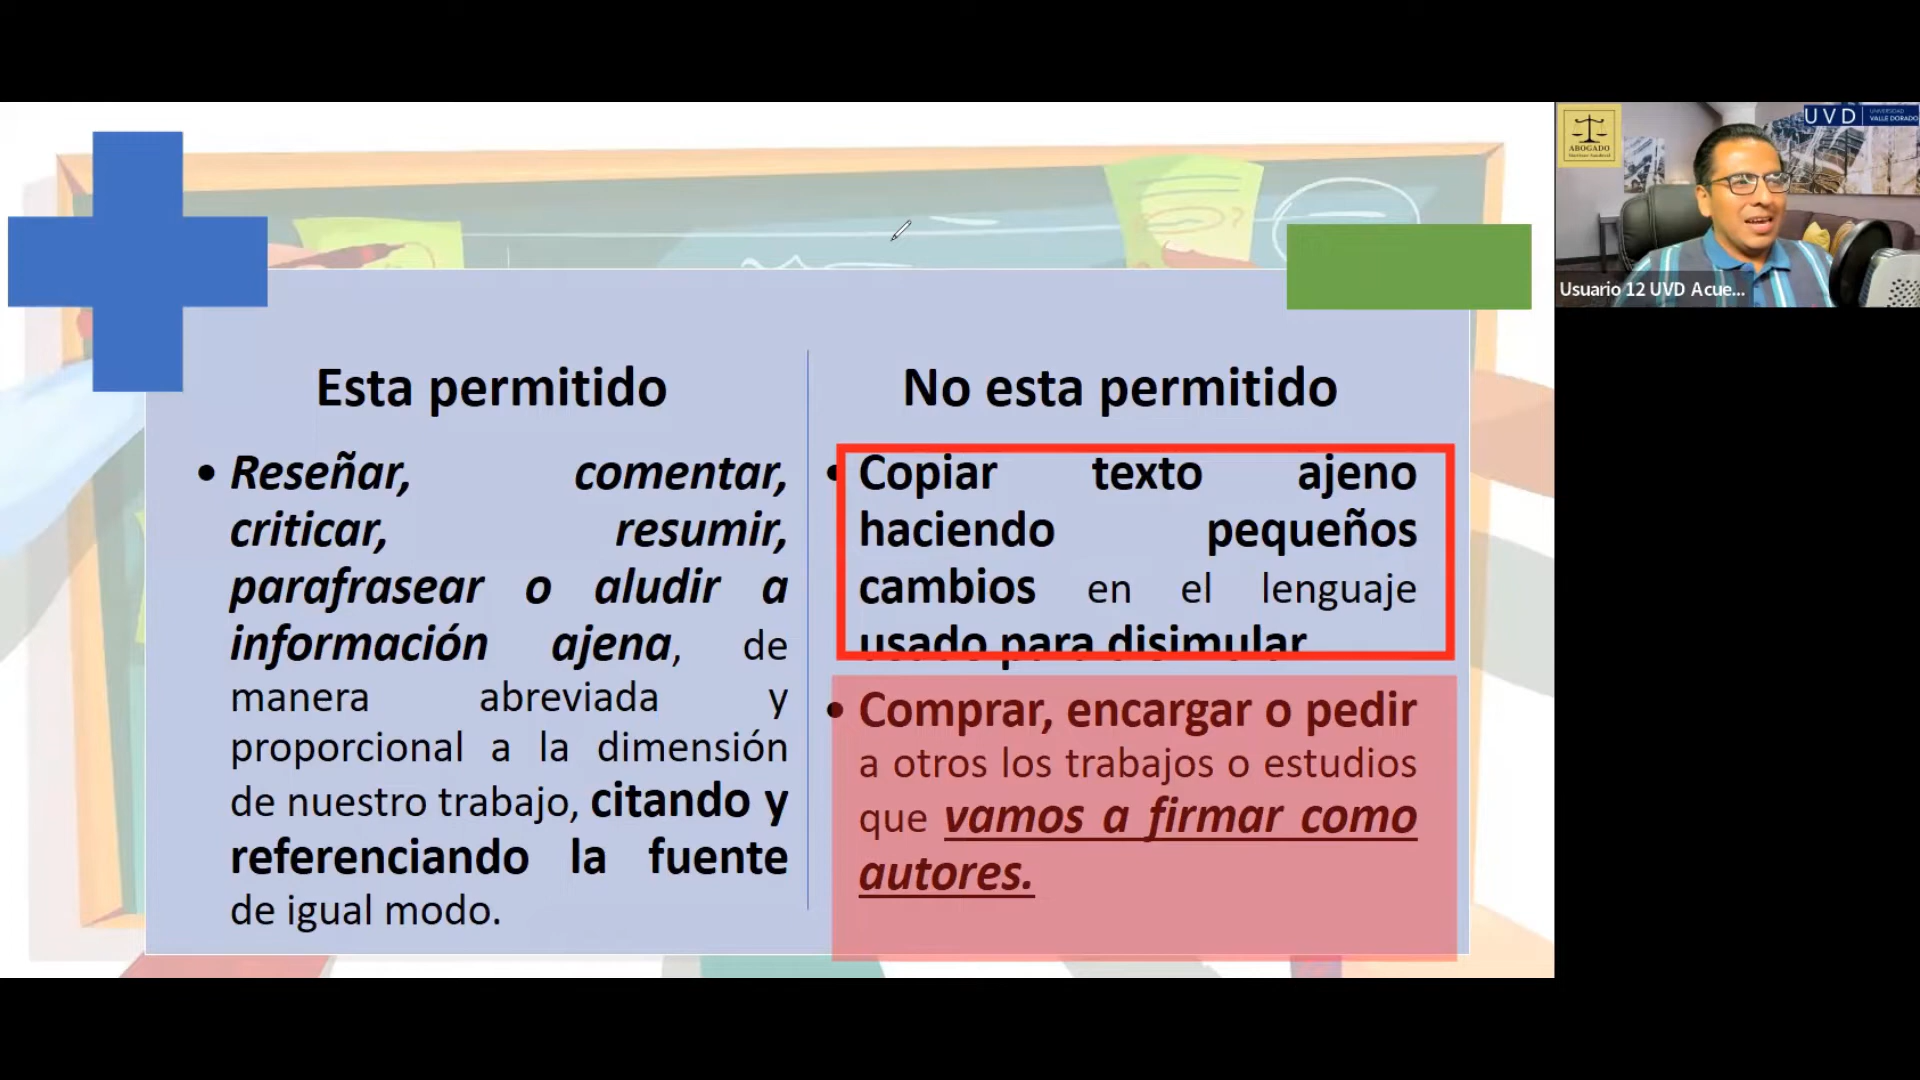 Esta permitido
• Reseñar, comentar,
criticar, resumir,
parafrasear o aludir a
información ajena, de
manera abreviada y
proporcional a la dimensión
de nuestro trabajo, citando y
referenciando la fuente
de igual modo.
No esta permitido
• Copiar texto ajeno
haciendo pequeños
cambios en el lenguaje
usado para disimular
• Comprar, encargar o pedir
a otros los trabajos o estudios
que vamos a firmar como
autores.
ABOGADO
UVD
UNIVERSIDAD
VALLE DORADO
Usuario 12 UVD Acue...